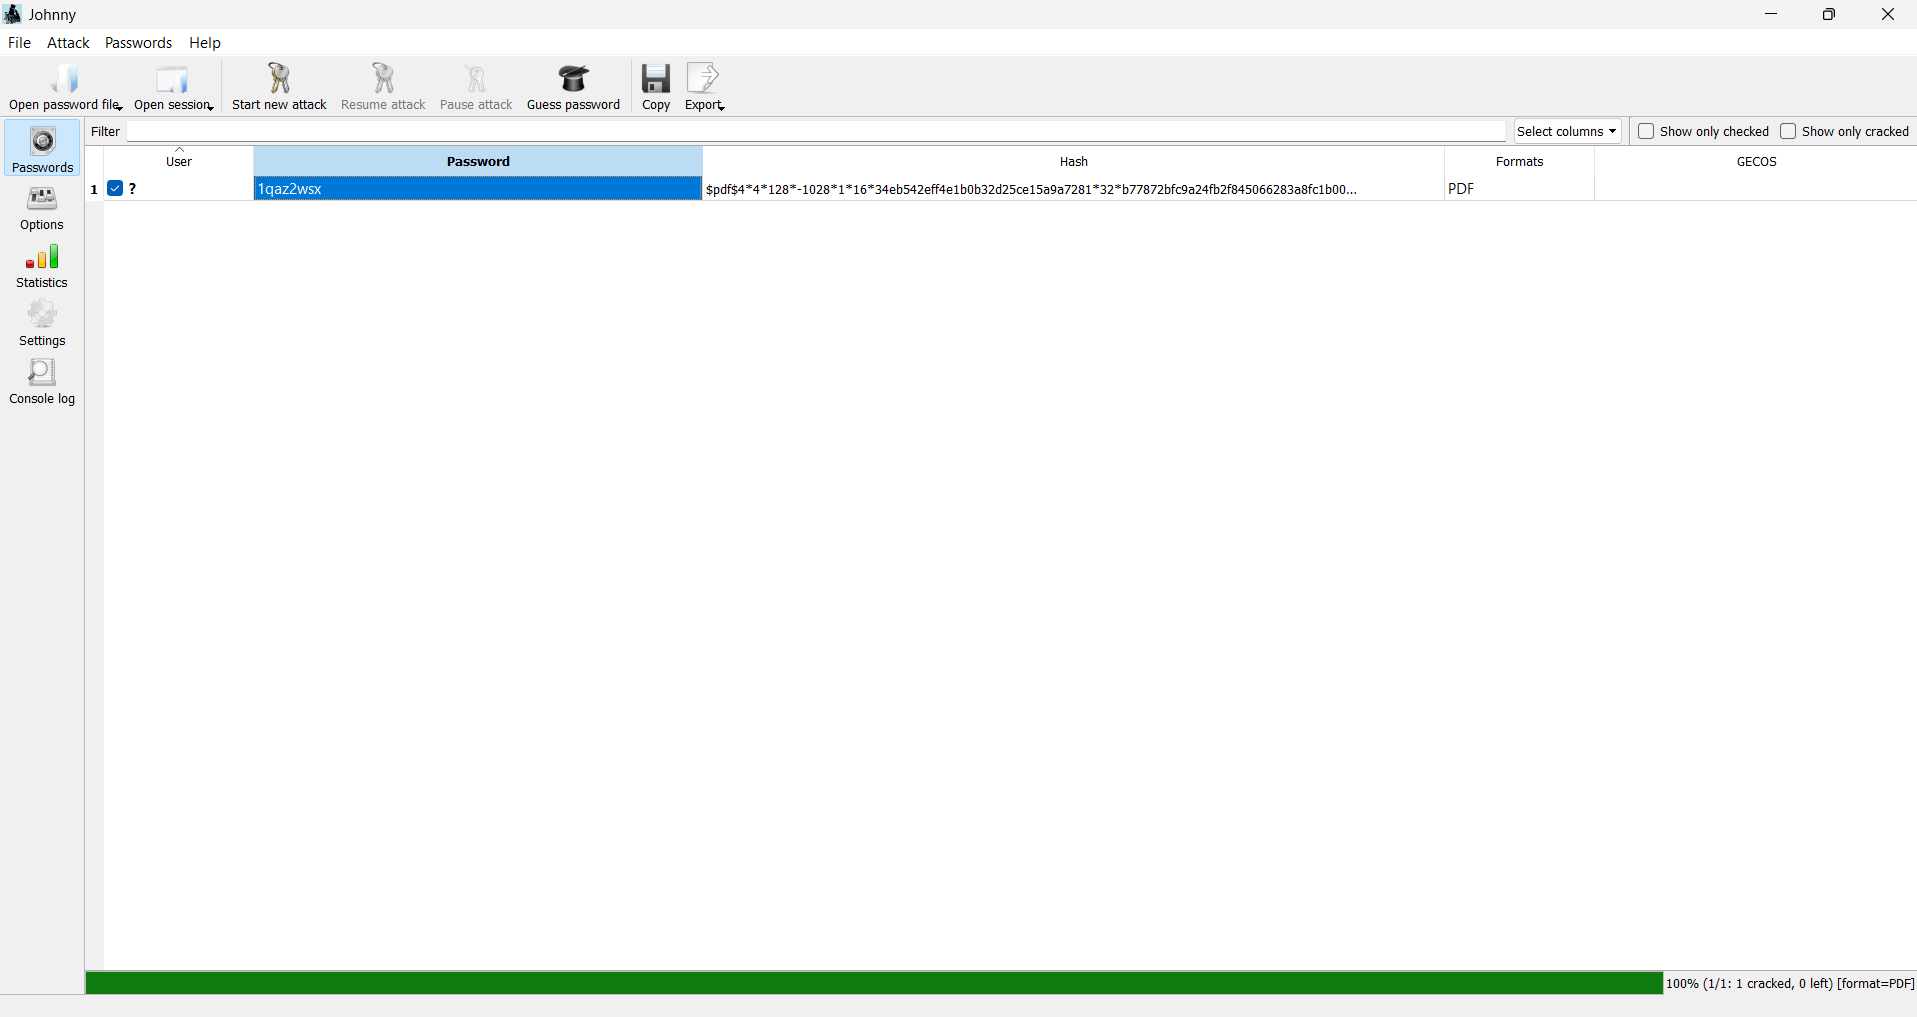 Johnny
File Attack Passwords Help
Open password file Open session Start new attack Resume attack Pause attack Guess password Copy Export
Passwords
Options
Statistics
Settings
Console log
Filter Select columns Show only checked Show only cracked
User Password Hash Formats GECOS
1 ? 1qaz2wsx $pdf$4*4*128*-1028*1*16*34eb542eff4e1b0b32d25ce15a9a7281*32*b77872bfc9a24fb2f845066283a8fc1b00... PDF
100% (1/1: 1 cracked, 0 left) [format=PDF]